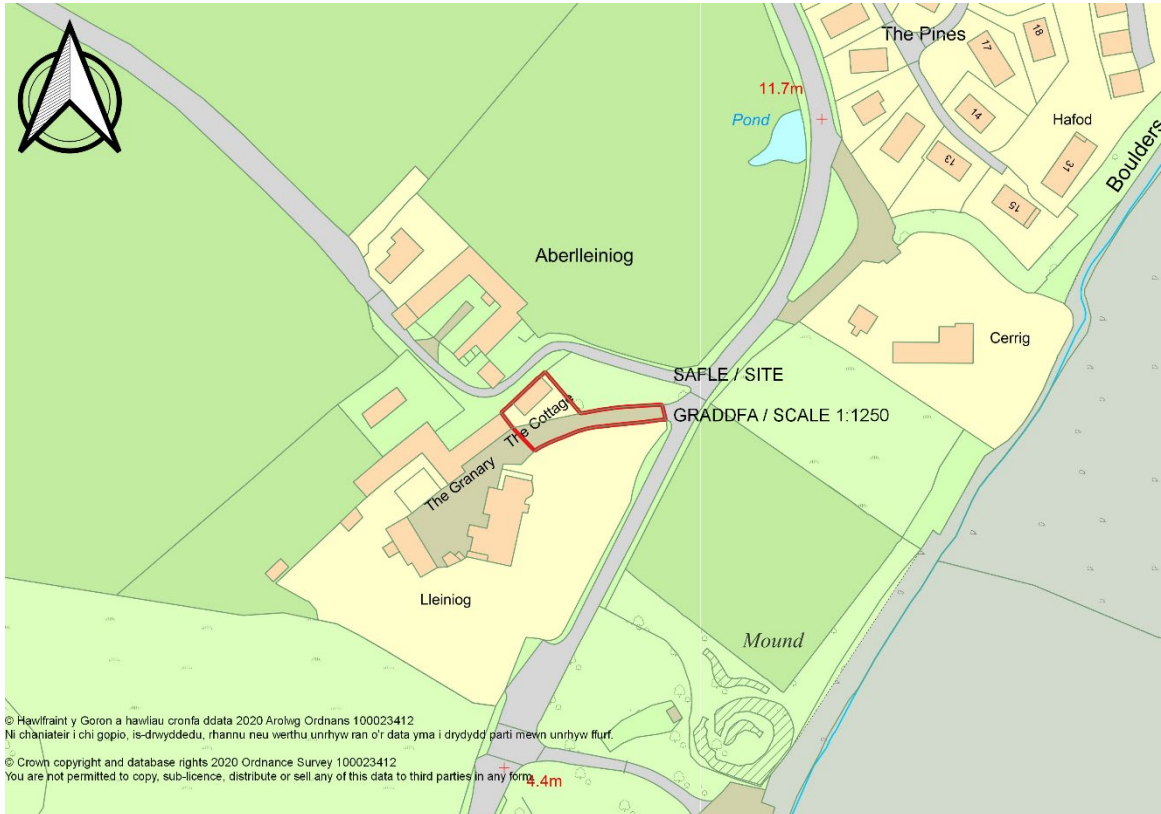 The Pines
18
17
11.7m
Pond
14
Hafod
13
31
Boulders
15
Aberlleiniog
Cerrig
SAFLE / SITE
The Cottage
GRADDFA / SCALE 1:1250
The Granary
Lleiniog
Mound
© Hawlfraint y Goron a hawliau cronfa ddata 2020 Arolwg Ordnans 100023412
Ni chaniateir i chi gopio, is-drwyddedu, rhannu neu werthu unrhyw ran o'r data yma i drydydd parti mewn unrhyw ffurf.
© Crown copyright and database rights 2020 Ordnance Survey 100023412
You are not permitted to copy, sub-licence, distribute or sell any of this data to third parties in any form.
4.4m